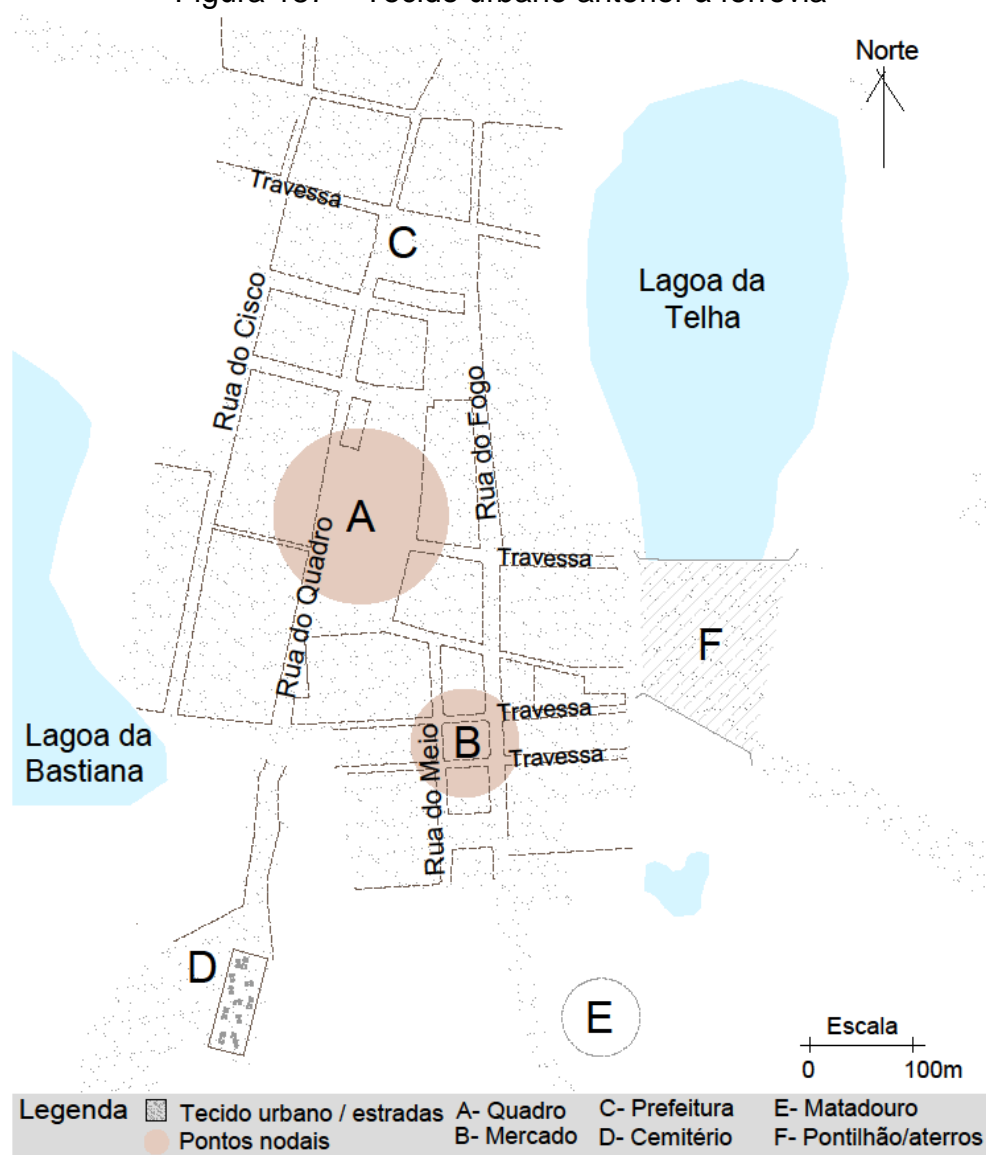 Norte
Travessa
C
Lagoa da
Telha
Rua do Cisco
Rua do Fogo
A
Rua do Quadro
Travessa
F
Travessa
Lagoa da
Bastiana
B
Travessa
Rua do Meio
D
E
Escala
0 100m
Legenda
Tecido urbano / estradas
Pontos nodais
A- Quadro
B- Mercado
C- Prefeitura
D- Cemitério
E- Matadouro
F- Pontilhão/aterros